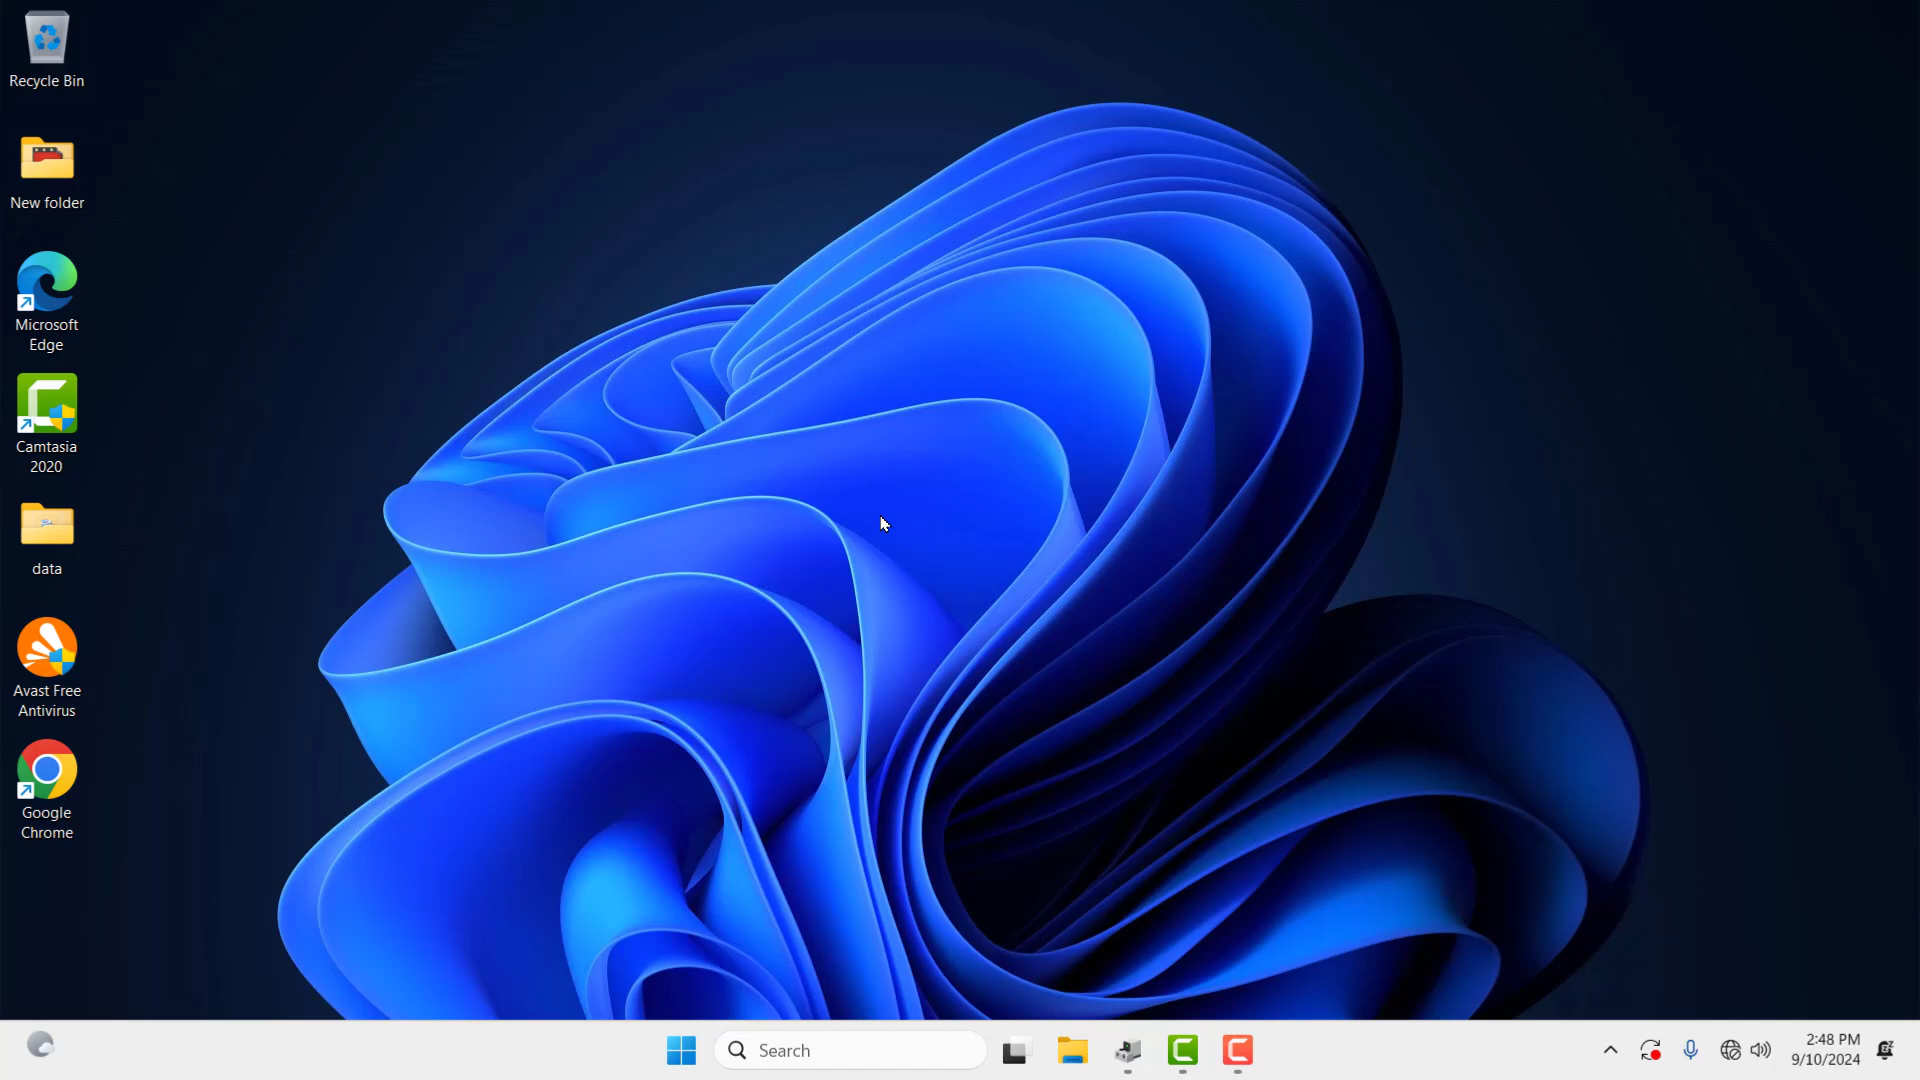 Recycle Bin
New folder
Microsoft
Edge
Camtasia
2020
data
Avast Free
Antivirus
Google
Chrome
Search
2:48 PM
9/10/2024